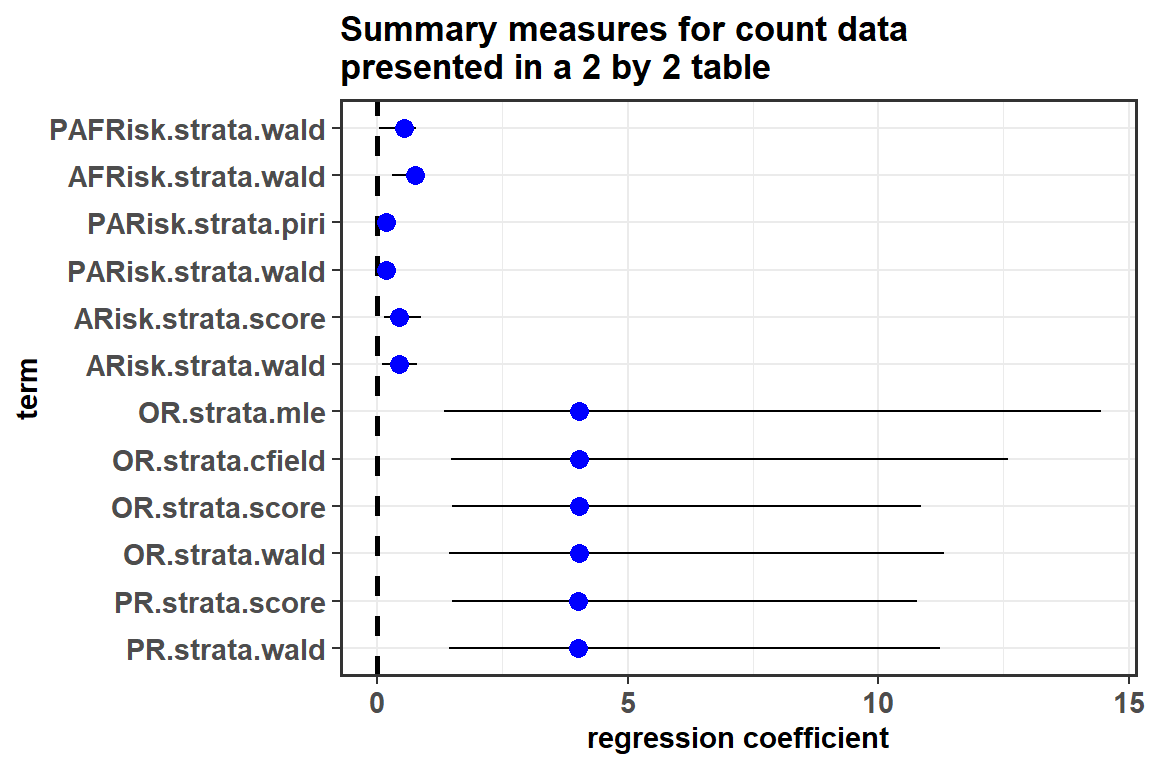 Summary measures for count data
presented in a 2 by 2 table
PAFRisk.strata.wald
AFRisk.strata.wald
PARisk.strata.piri
PARisk.strata.wald
ARisk.strata.score
ARisk.strata.wald
OR.strata.mle
OR.strata.cfield
OR.strata.score
OR.strata.wald
PR.strata.score
PR.strata.wald
term
0 5 10 15
regression coefficient